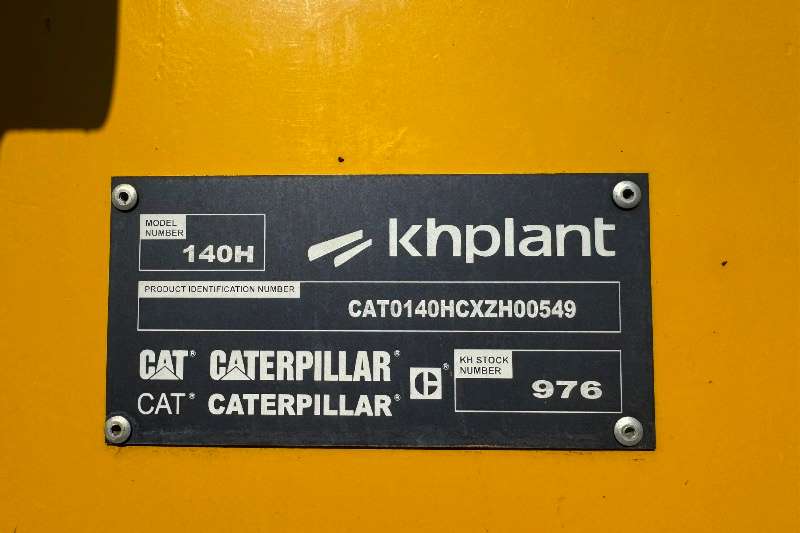 MODEL NUMBER
140H
khplant
PRODUCT IDENTIFICATION NUMBER
CAT0140HCXZH00549
CAT® CATERPILLAR®
CAT® CATERPILLAR®
C®
KH STOCK NUMBER
976